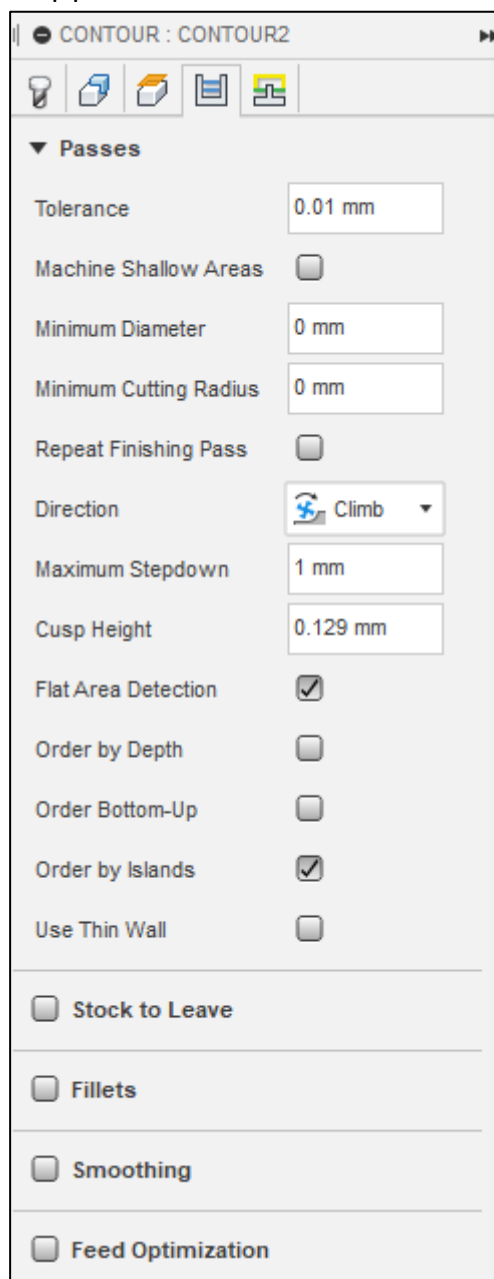 CONTOUR : CONTOUR2
Passes
Tolerance 0.01 mm
Machine Shallow Areas
Minimum Diameter 0 mm
Minimum Cutting Radius 0 mm
Repeat Finishing Pass
Direction Climb
Maximum Stepdown 1 mm
Cusp Height 0.129 mm
Flat Area Detection
Order by Depth
Order Bottom-Up
Order by Islands
Use Thin Wall
Stock to Leave
Fillets
Smoothing
Feed Optimization